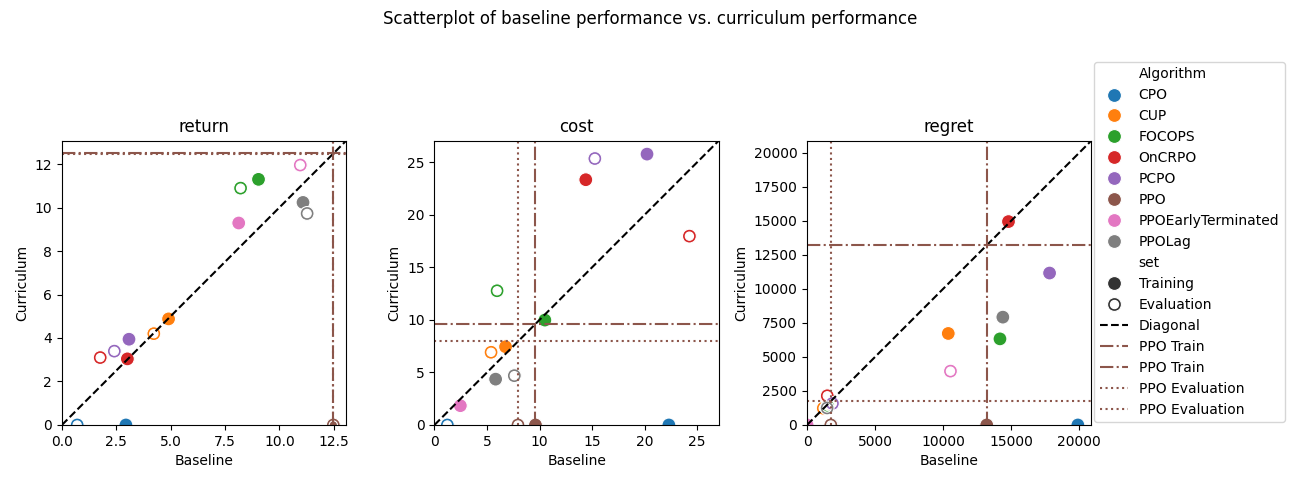 Scatterplot of baseline performance vs. curriculum performance
return
Curriculum
12
10
8
6
4
2
0
0.0
2.5
5.0
7.5
10.0
12.5
Baseline
cost
Curriculum
25
20
15
10
5
0
0
5
10
15
20
25
Baseline
regret
Curriculum
20000
17500
15000
12500
10000
7500
5000
2500
0
0
5000
10000
15000
20000
Baseline
Algorithm
CPO
CUP
FOCOPS
OnCRPO
PCPO
PPO
PPOEarlyTerminated
PPOLag
set
Training
Evaluation
Diagonal
PPO Train
PPO Train
PPO Evaluation
PPO Evaluation